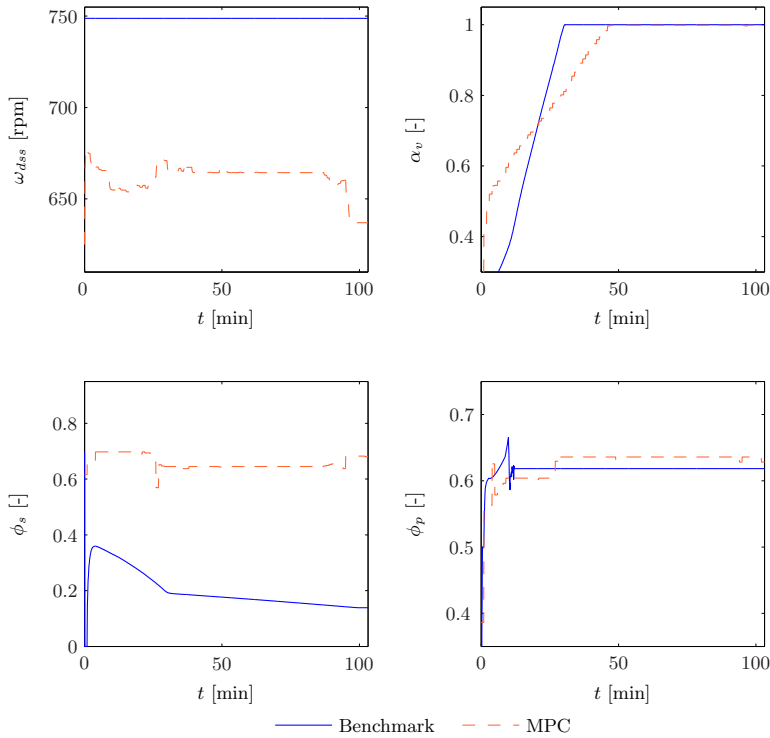 750
700
650
0 50 100
ω_dss [rpm]
t [min]
1
0.8
0.6
0.4
0 50 100
α_v [-]
t [min]
0.8
0.6
0.4
0.2
0
0 50 100
ϕ_s [-]
t [min]
0.7
0.6
0.5
0.4
0 50 100
ϕ_p [-]
t [min]
Benchmark MPC